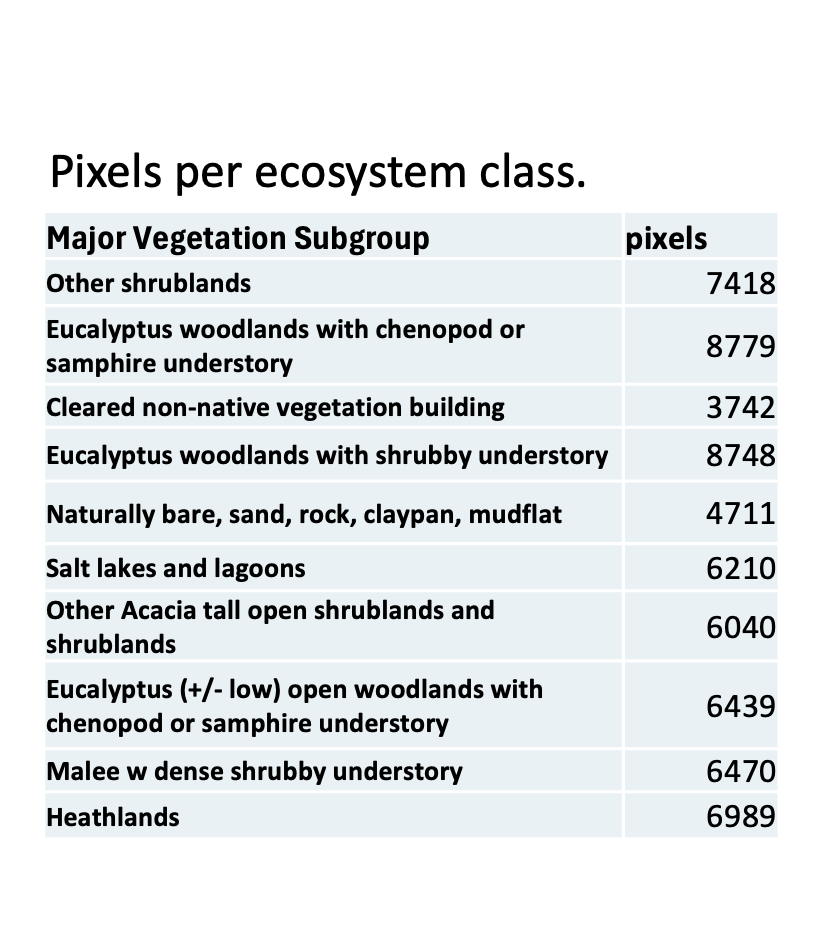 Pixels per ecosystem class.
Major Vegetation Subgroup pixels
Other shrublands 7418
Eucalyptus woodlands with chenopod or
samphire understory 8779
Cleared non-native vegetation building 3742
Eucalyptus woodlands with shrubby understory 8748
Naturally bare, sand, rock, claypan, mudflat 4711
Salt lakes and lagoons 6210
Other Acacia tall open shrublands and
shrublands 6040
Eucalyptus (+/- low) open woodlands with
chenopod or samphire understory 6439
Malee w dense shrubby understory 6470
Heathlands 6989